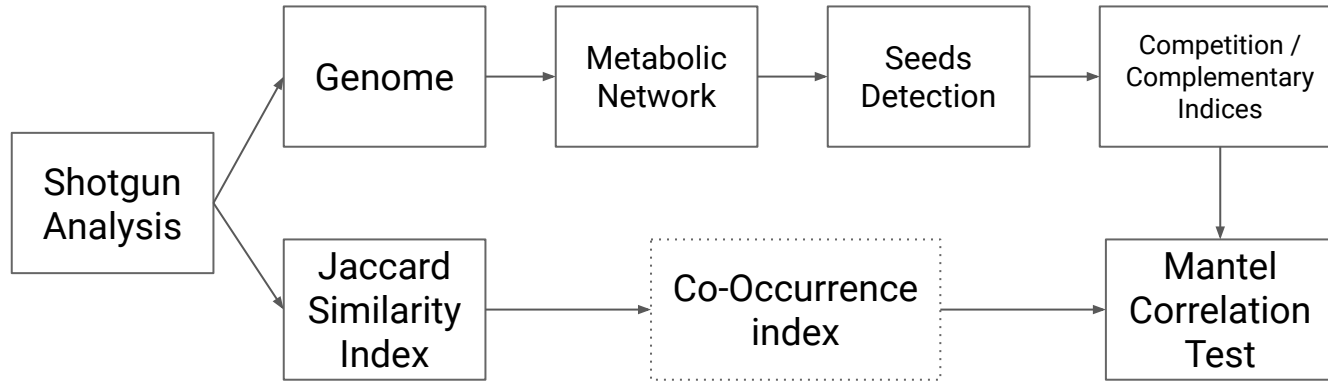 Genome
Metabolic
Network
Seeds
Detection
Competition /
Complementary
Indices
Shotgun
Analysis
Jaccard
Similarity
Index
Co-Occurrence
index
Mantel
Correlation
Test